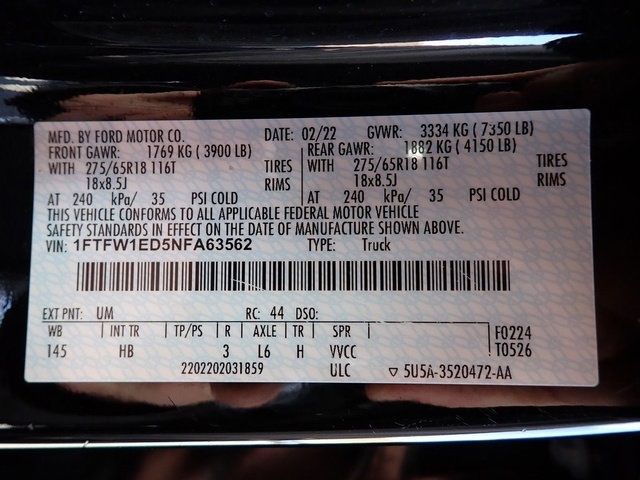 MFD. BY FORD MOTOR CO. DATE: 02/22 GVWR: 3334 KG (7350 LB)
FRONT GAWR: 1769 KG (3900 LB) REAR GAWR: 1882 KG (4150 LB)
WITH 275/65R18 116T TIRES WITH 275/65R18 116T TIRES
18x8.5J RIMS 18x8.5J RIMS
AT 240 kPa/ 35 PSI COLD AT 240 kPa/ 35 PSI COLD
THIS VEHICLE CONFORMS TO ALL APPLICABLE FEDERAL MOTOR VEHICLE
SAFETY STANDARDS IN EFFECT ON THE DATE OF MANUFACTURE SHOWN ABOVE.
VIN: 1FTFW1ED5NFA63562 TYPE: Truck
EXT PNT: UM RC: 44 DSO:
WB INT TR TP/PS R AXLE TR SPR F0224
145 HB 3 L6 H VVCC T0526
2202202031859 ULC ▽ 5U5A-3520472-AA